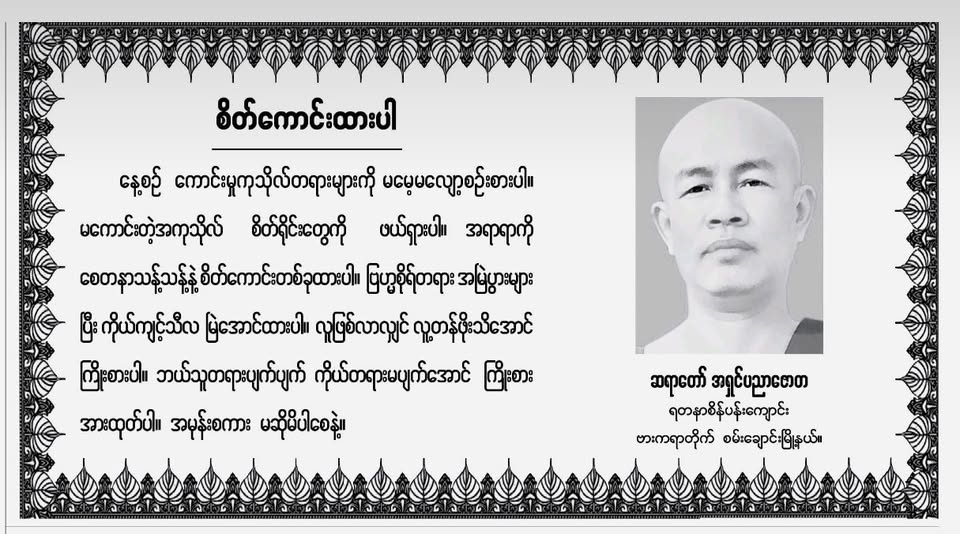 စိတ်ကောင်းထားပါ
နေ့စဉ် ကောင်းမှုကုသိုလ်တရားများကို မမေ့မလျော့စဉ်းစားပါ။
မကောင်းတဲ့အကုသိုလ် စိတ်ရိုင်းတွေကို ဖယ်ရှားပါ။ အရာရာကို
စေတနာသန့်သန့်နဲ့ စိတ်ကောင်းတစ်ခုထားပါ။ ဗြဟ္မစိုရ်တရား အမြဲပွားများ
ပြီး ကိုယ်ကျင့်သီလ မြဲအောင်ထားပါ။ လူဖြစ်လာလျှင် လူ့တန်ဖိုးသိအောင်
ကြိုးစားပါ။ ဘယ်သူတရားပျက်ပျက် ကိုယ်တရားမပျက်အောင် ကြိုးစား
အားထုတ်ပါ။ အမုန်းစကား မဆိုမိပါစေနဲ့။
ဆရာတော် အရှင်ပညာဇောတ
ရတနာစိန်ပန်းကျောင်း
ဗားကရာတိုက် စမ်းချောင်းမြို့နယ်။